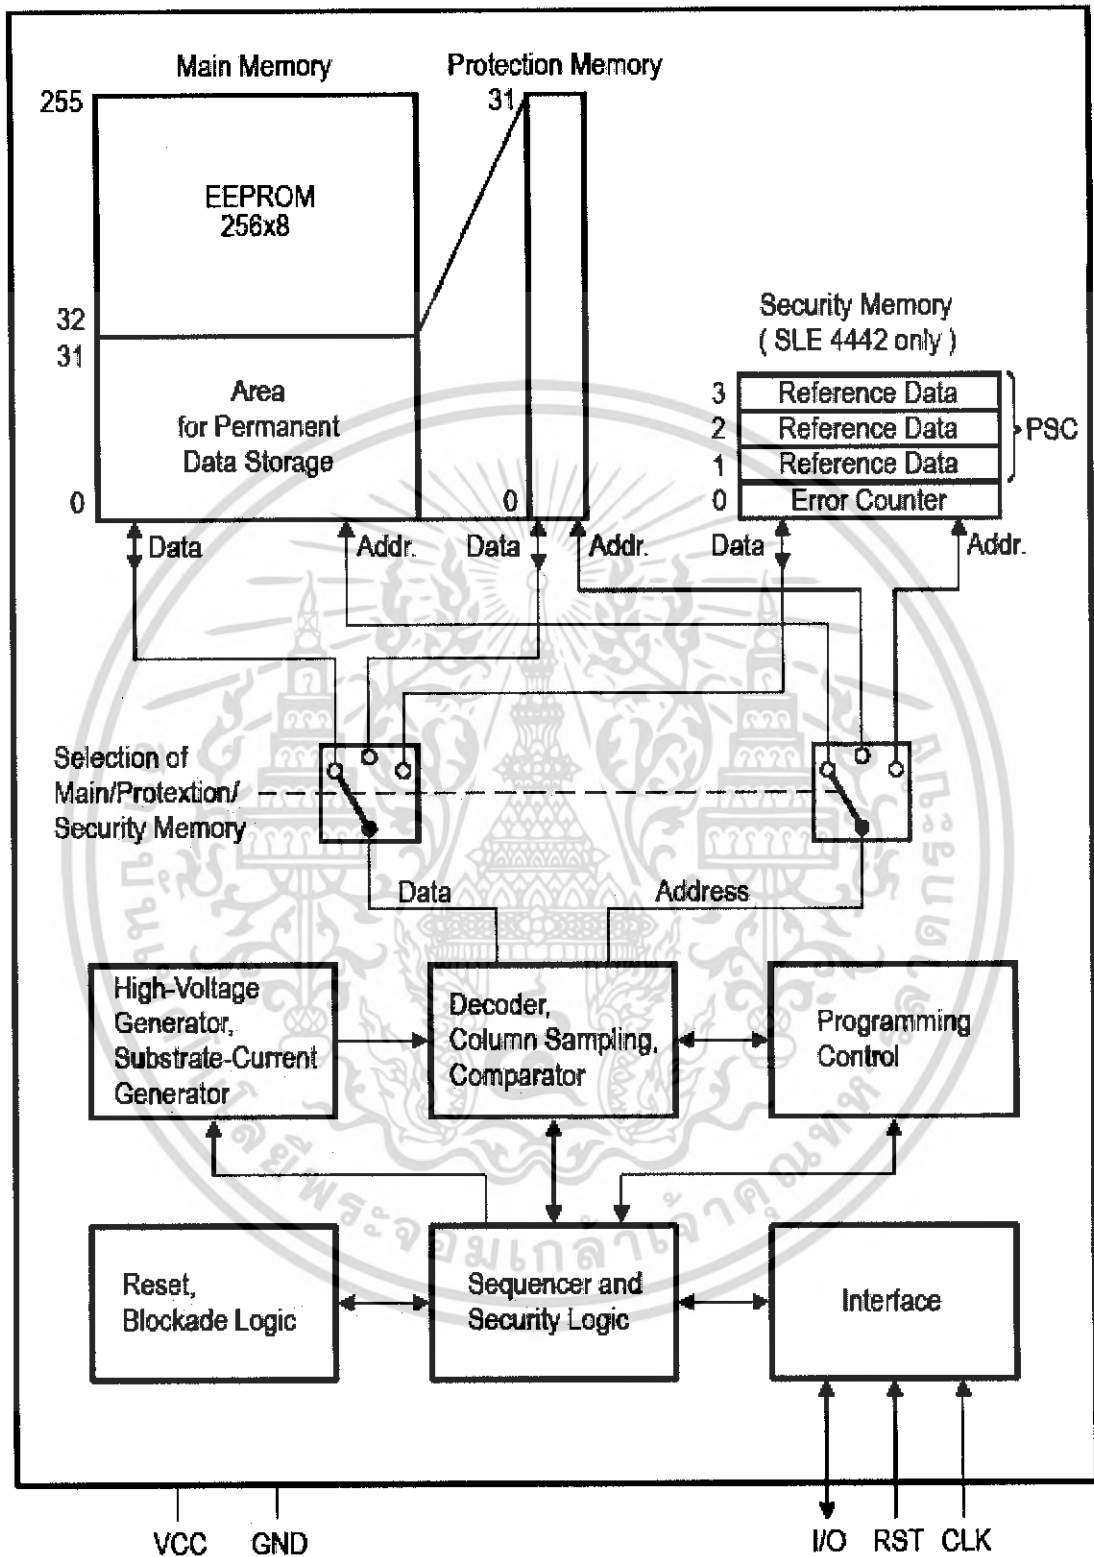 Main Memory
Protection Memory
255
31
EEPROM
256x8
32
31
Area
for Permanent
Data Storage
0
0
Security Memory
( SLE 4442 only )
3 Reference Data
2 Reference Data
1 Reference Data
0 Error Counter
PSC
Data
Addr.
Data
Addr.
Data
Addr.
Selection of
Main/Protextion/
Security Memory
Data
Address
High-Voltage
Generator,
Substrate-Current
Generator
Decoder,
Column Sampling,
Comparator
Programming
Control
Reset,
Blockade Logic
Sequencer and
Security Logic
Interface
VCC
GND
I/O
RST
CLK